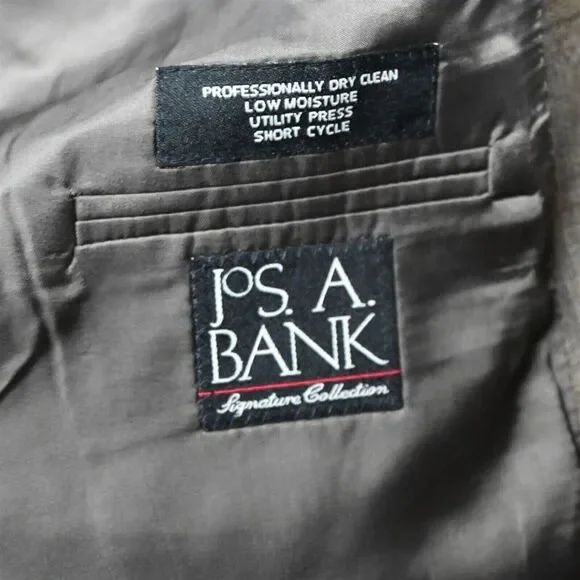 PROFESSIONALLY DRY CLEAN
LOW MOISTURE
UTILITY PRESS
SHORT CYCLE
JoS. A.
BANK
Signature Collection